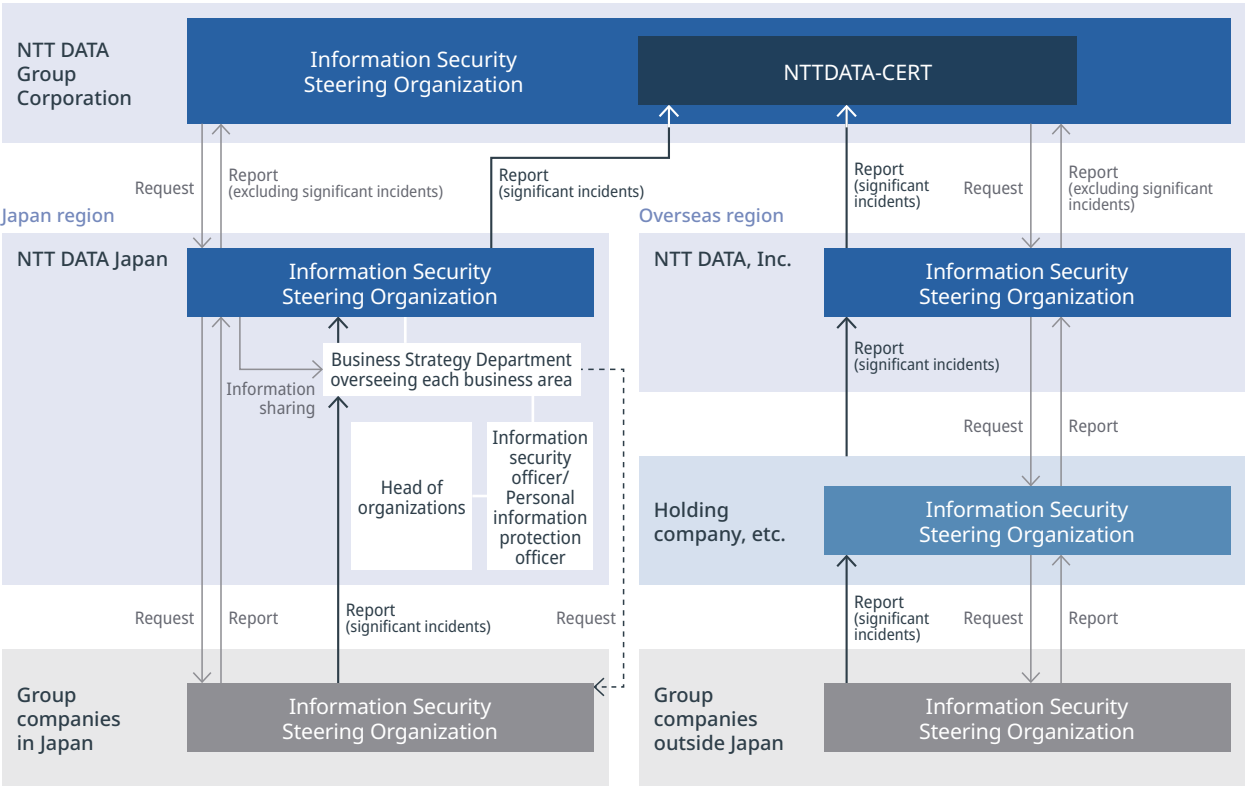 NTT DATA
Group
Corporation
Information Security
Steering Organization
NTTDATA-CERT
Request
Report
(excluding significant incidents)
Report
(significant incidents)
Report
(significant
incidents)
Request
Report
(excluding significant
incidents)
Japan region
NTT DATA Japan
Information Security
Steering Organization
Business Strategy Department
overseeing each business area
Information
sharing
Head of
organizations
Information
security
officer/
Personal
information
protection
officer
Request
Report
Report
(significant incidents)
Request
Group
companies
in Japan
Information Security
Steering Organization
Overseas region
NTT DATA, Inc.
Information Security
Steering Organization
Report
(significant incidents)
Request
Report
Holding
company, etc.
Information Security
Steering Organization
Report
(significant
incidents)
Request
Report
Group
companies
outside Japan
Information Security
Steering Organization